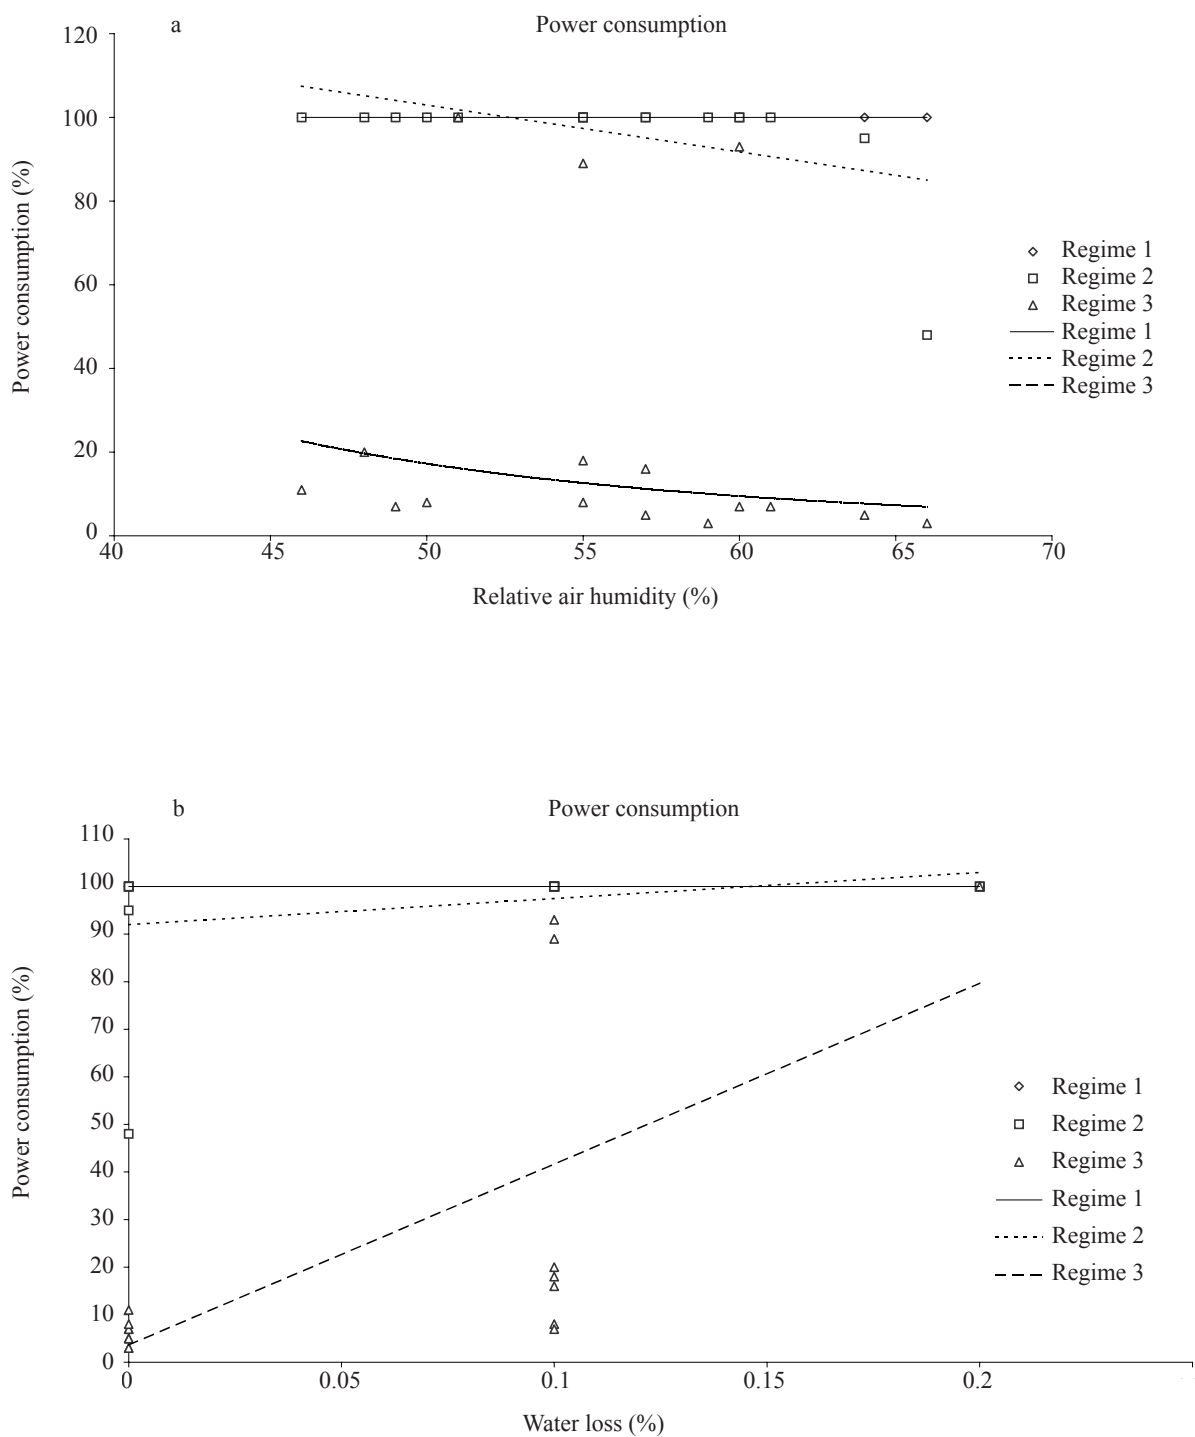 a
Power consumption
120
100
80
60
40
20
0
Power consumption (%)
40 45 50 55 60 65 70
Relative air humidity (%)
Regime 1
Regime 2
Regime 3
Regime 1
Regime 2
Regime 3
b
Power consumption
110
100
90
80
70
60
50
40
30
20
10
0
Power consumption (%)
0 0.05 0.1 0.15 0.2
Water loss (%)
Regime 1
Regime 2
Regime 3
Regime 1
Regime 2
Regime 3